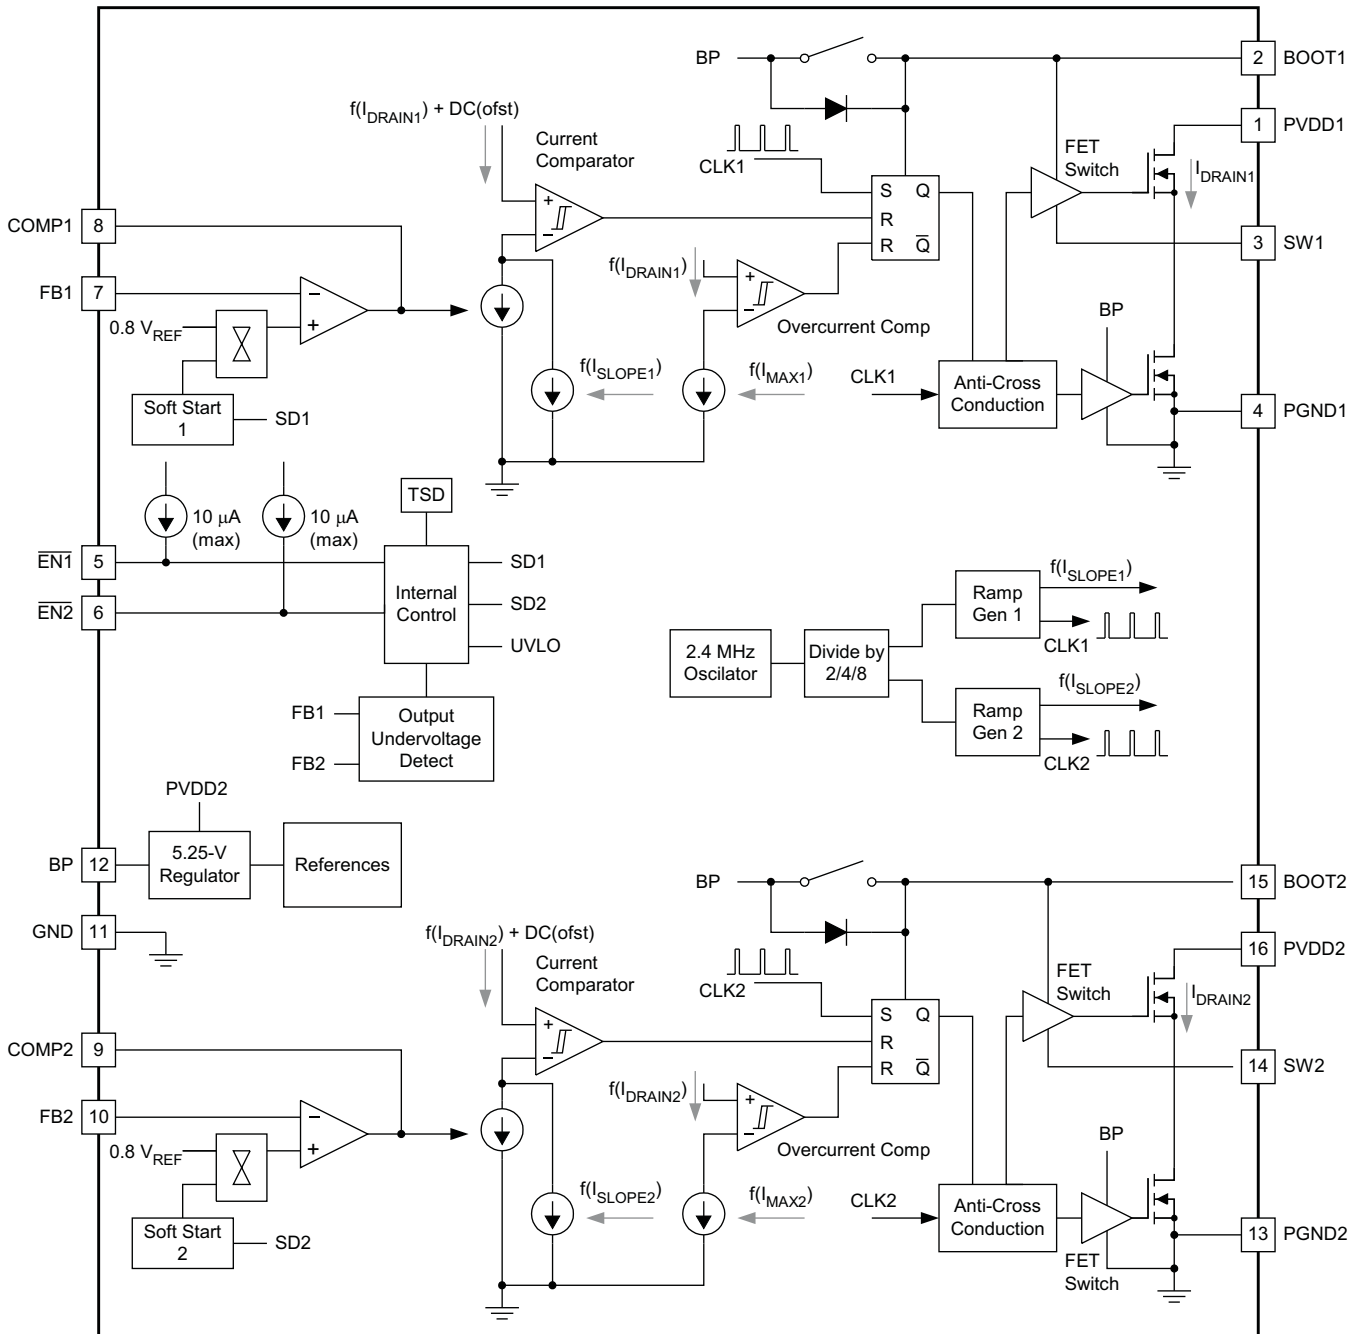 BP
2 BOOT1
f(IDRAIN1) + DC(ofst)
Current
Comparator
1 PVDD1
FET
Switch
CLK1
IDRAIN1
S Q
R
R Q̅
+
−
COMP1 8
3 SW1
f(IDRAIN1)
+
−
FB1 7
−
+
0.8 VREF
Overcurrent Comp
BP
f(ISLOPE1)
f(IMAX1)
CLK1
Anti-Cross
Conduction
Soft Start
1
SD1
4 PGND1
TSD
10 μA
(max)
10 μA
(max)
E̅N̅1̅ 5
SD1
Internal
Control
SD2
E̅N̅2̅ 6
UVLO
f(ISLOPE1)
Ramp
Gen 1
CLK1
2.4 MHz
Oscilator
Divide by
2/4/8
f(ISLOPE2)
Ramp
Gen 2
CLK2
FB1
Output
Undervoltage
Detect
FB2
PVDD2
BP 12
5.25-V
Regulator
References
BP
15 BOOT2
GND 11
f(IDRAIN2) + DC(ofst)
Current
Comparator
16 PVDD2
FET
Switch
CLK2
IDRAIN2
S Q
R
R Q̅
+
−
COMP2 9
14 SW2
f(IDRAIN2)
+
−
FB2 10
−
+
0.8 VREF
Overcurrent Comp
BP
f(ISLOPE2)
f(IMAX2)
CLK2
Anti-Cross
Conduction
Soft Start
2
SD2
13 PGND2
FET
Switch